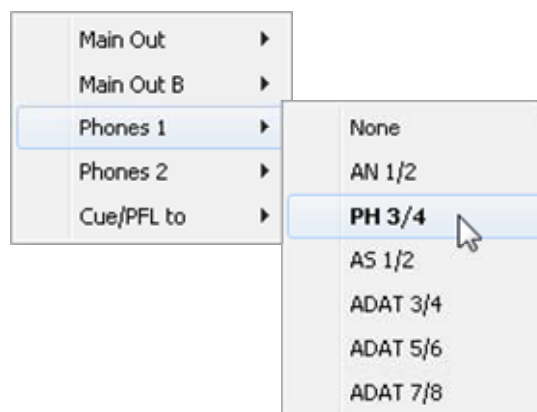 Main Out
Main Out B
Phones 1
Phones 2
Cue/PFL to
None
AN 1/2
PH 3/4
AS 1/2
ADAT 3/4
ADAT 5/6
ADAT 7/8